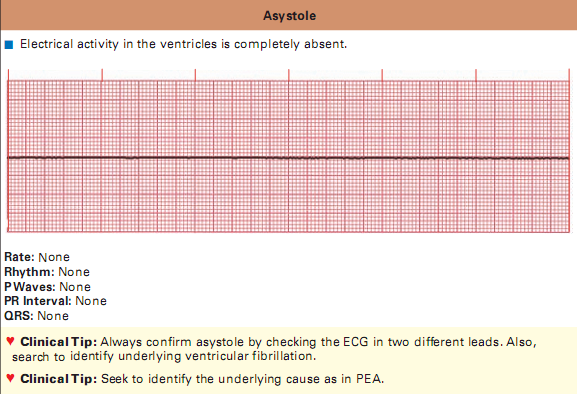 Asystole
■ Electrical activity in the ventricles is completely absent.
Rate: None
Rhythm: None
P Waves: None
PR Interval: None
QRS: None
♥ Clinical Tip: Always confirm asystole by checking the ECG in two different leads. Also,
search to identify underlying ventricular fibrillation.
♥ Clinical Tip: Seek to identify the underlying cause as in PEA.